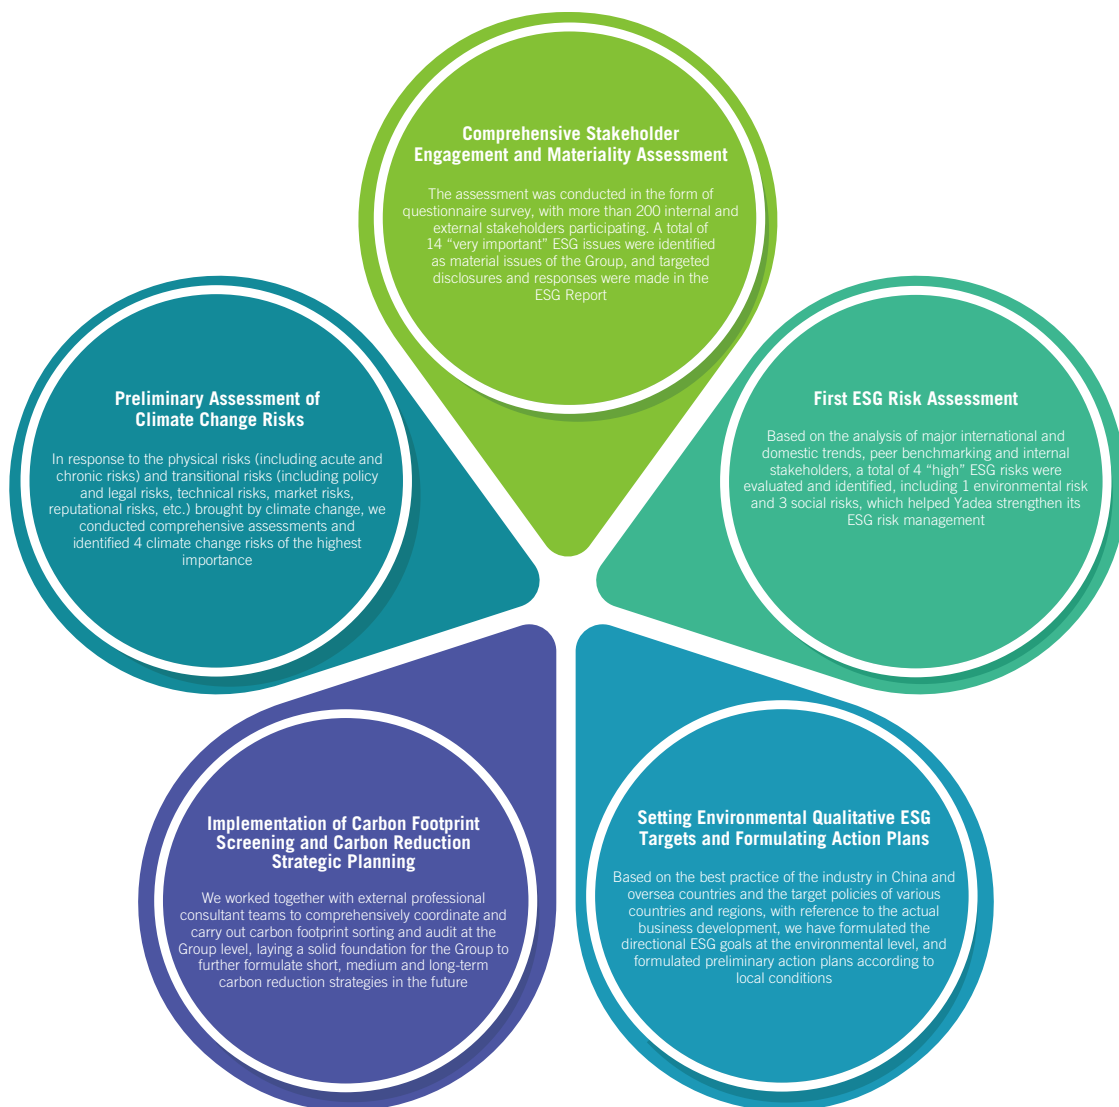 Comprehensive Stakeholder
Engagement and Materiality Assessment
The assessment was conducted in the form of
questionnaire survey, with more than 200 internal and
external stakeholders participating. A total of
14 “very important” ESG issues were identified
as material issues of the Group, and targeted
disclosures and responses were made in the
ESG Report
Preliminary Assessment of
Climate Change Risks
In response to the physical risks (including acute and
chronic risks) and transitional risks (including policy
and legal risks, technical risks, market risks,
reputational risks, etc.) brought by climate change, we
conducted comprehensive assessments and
identified 4 climate change risks of the highest
importance
First ESG Risk Assessment
Based on the analysis of major international and
domestic trends, peer benchmarking and internal
stakeholders, a total of 4 “high” ESG risks were
evaluated and identified, including 1 environmental risk
and 3 social risks, which helped Yadea strengthen its
ESG risk management
Implementation of Carbon Footprint
Screening and Carbon Reduction
Strategic Planning
We worked together with external professional
consultant teams to comprehensively coordinate and
carry out carbon footprint sorting and audit at the
Group level, laying a solid foundation for the Group to
further formulate short, medium and long-term
carbon reduction strategies in the future
Setting Environmental Qualitative ESG
Targets and Formulating Action Plans
Based on the best practice of the industry in China and
oversea countries and the target policies of various
countries and regions, with reference to the actual
business development, we have formulated the
directional ESG goals at the environmental level, and
formulated preliminary action plans according to
local conditions